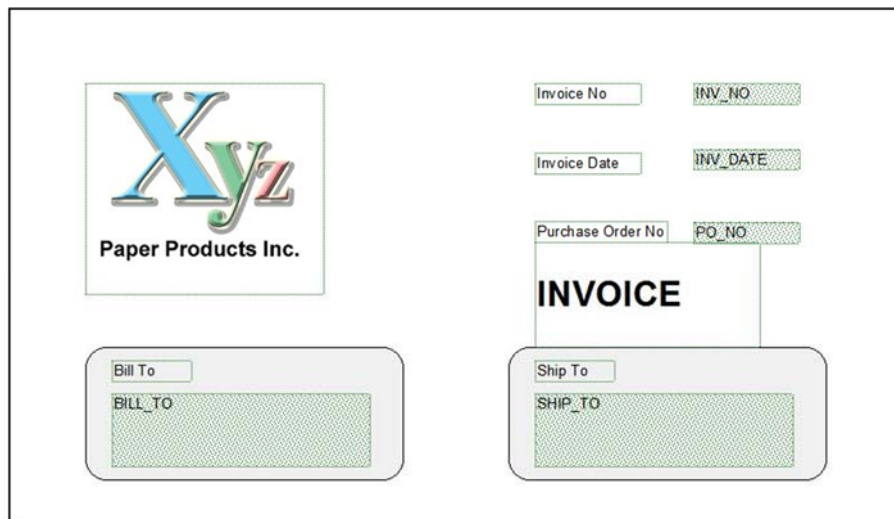 Xyz
Paper Products Inc.
Invoice No INV_NO
Invoice Date INV_DATE
Purchase Order No PO_NO
INVOICE
Bill To
BILL_TO
Ship To
SHIP_TO